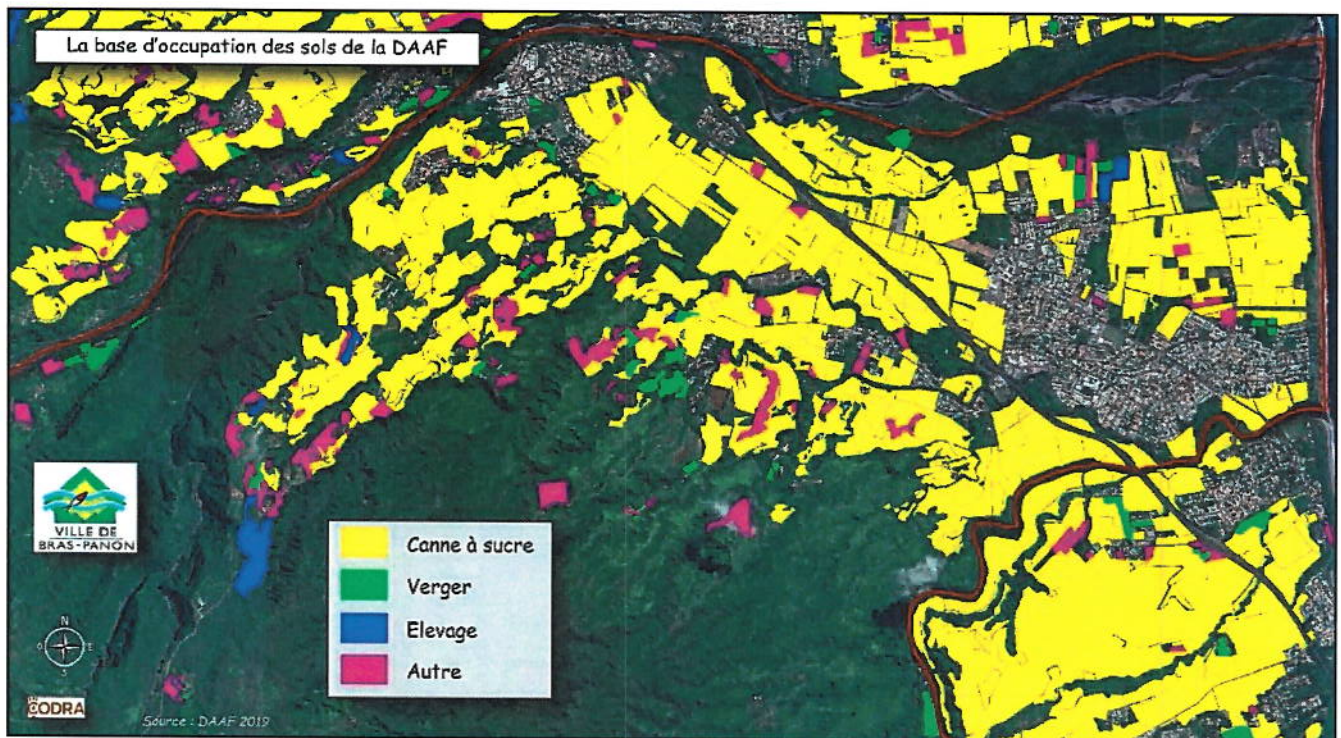 La base d'occupation des sols de la DAAF
VILLE DE
BRAS-PANON
Canne à sucre
Verger
Elevage
Autre
N
O
E
S
CODRA
Source : DAAF 2019